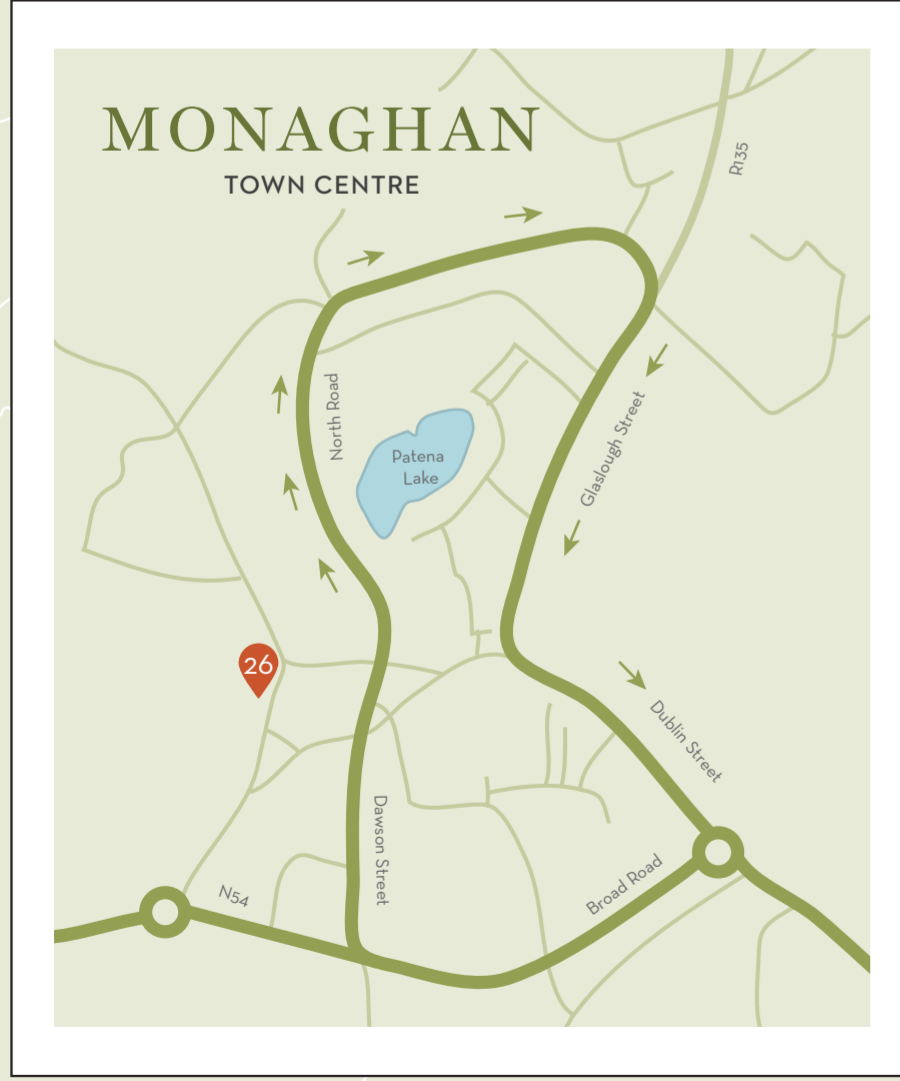 MONAGHAN
TOWN CENTRE
R135
North Road
Glaslough Street
Patena
Lake
26
Dublin Street
Dawson Street
Broad Road
N54